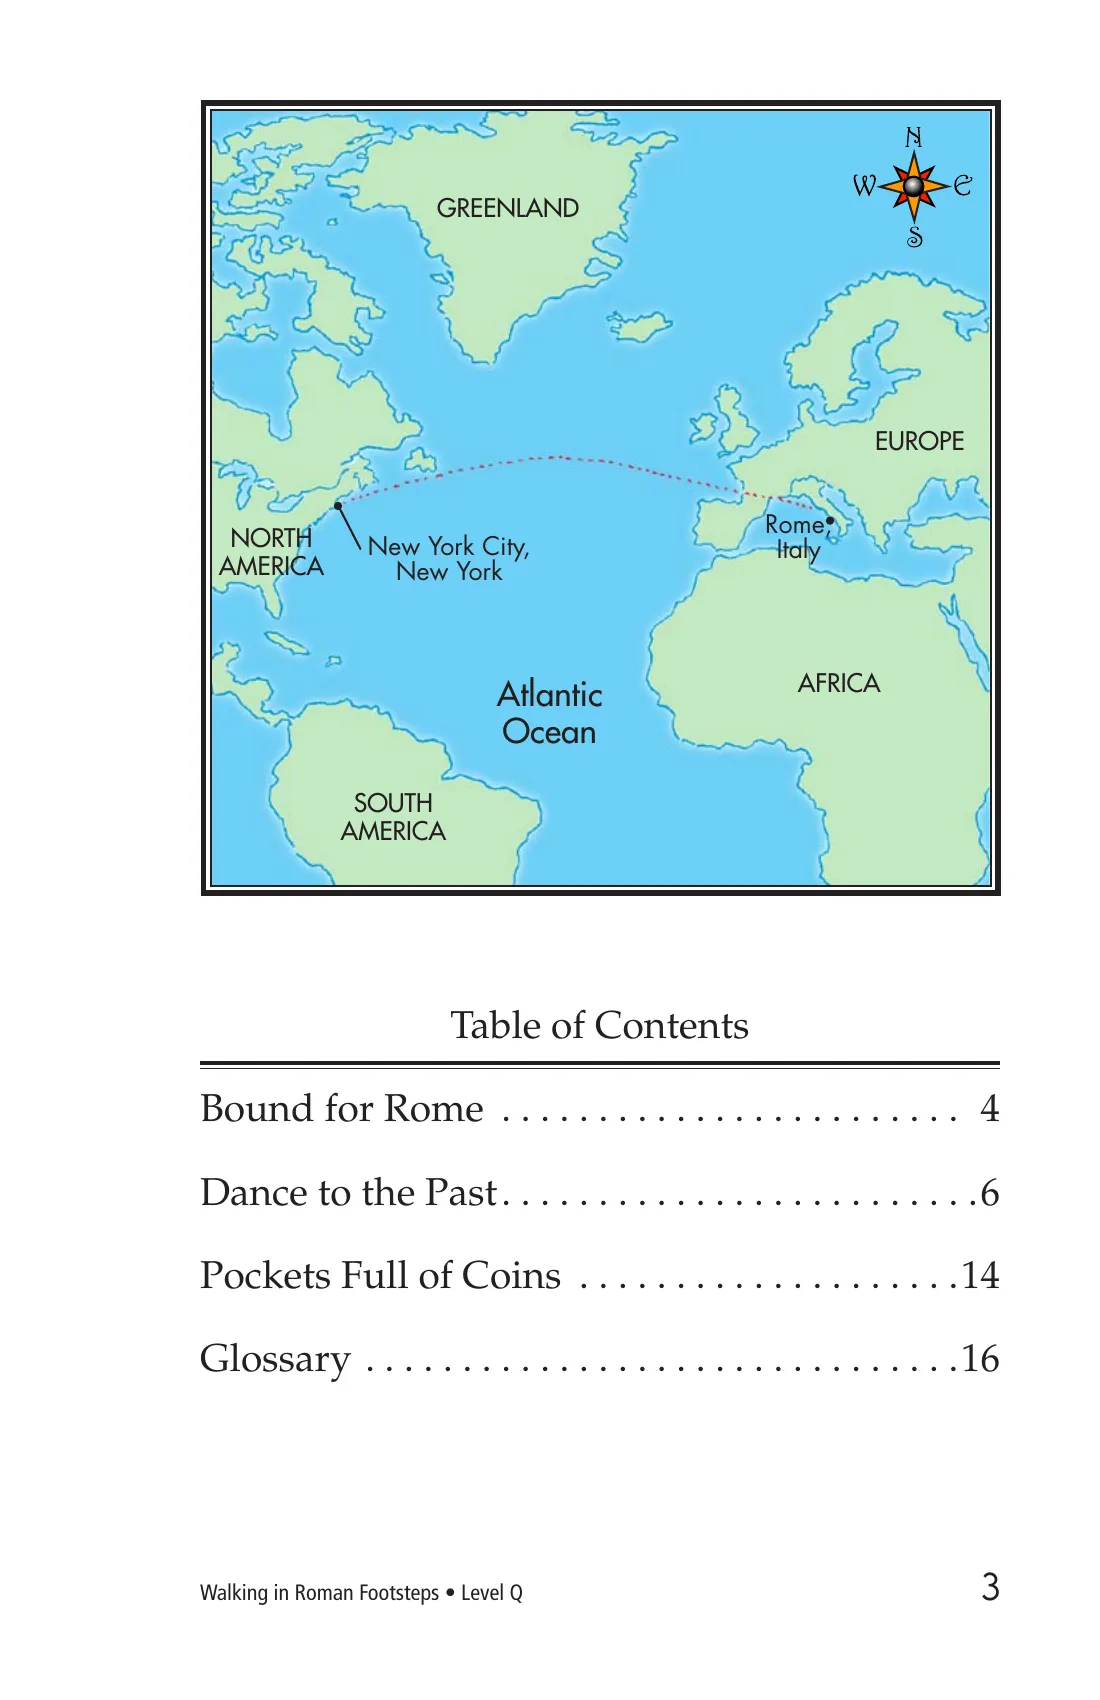 N
W E
S
GREENLAND
EUROPE
NORTH
AMERICA
New York City,
New York
Rome,
Italy
Atlantic
Ocean
AFRICA
SOUTH
AMERICA
Table of Contents
Bound for Rome . . . . . . . . . . . . . . . . . . . . . . . . 4
Dance to the Past. . . . . . . . . . . . . . . . . . . . . . . . .6
Pockets Full of Coins . . . . . . . . . . . . . . . . . . . .14
Glossary . . . . . . . . . . . . . . . . . . . . . . . . . . . . . . .16
Walking in Roman Footsteps • Level Q 3